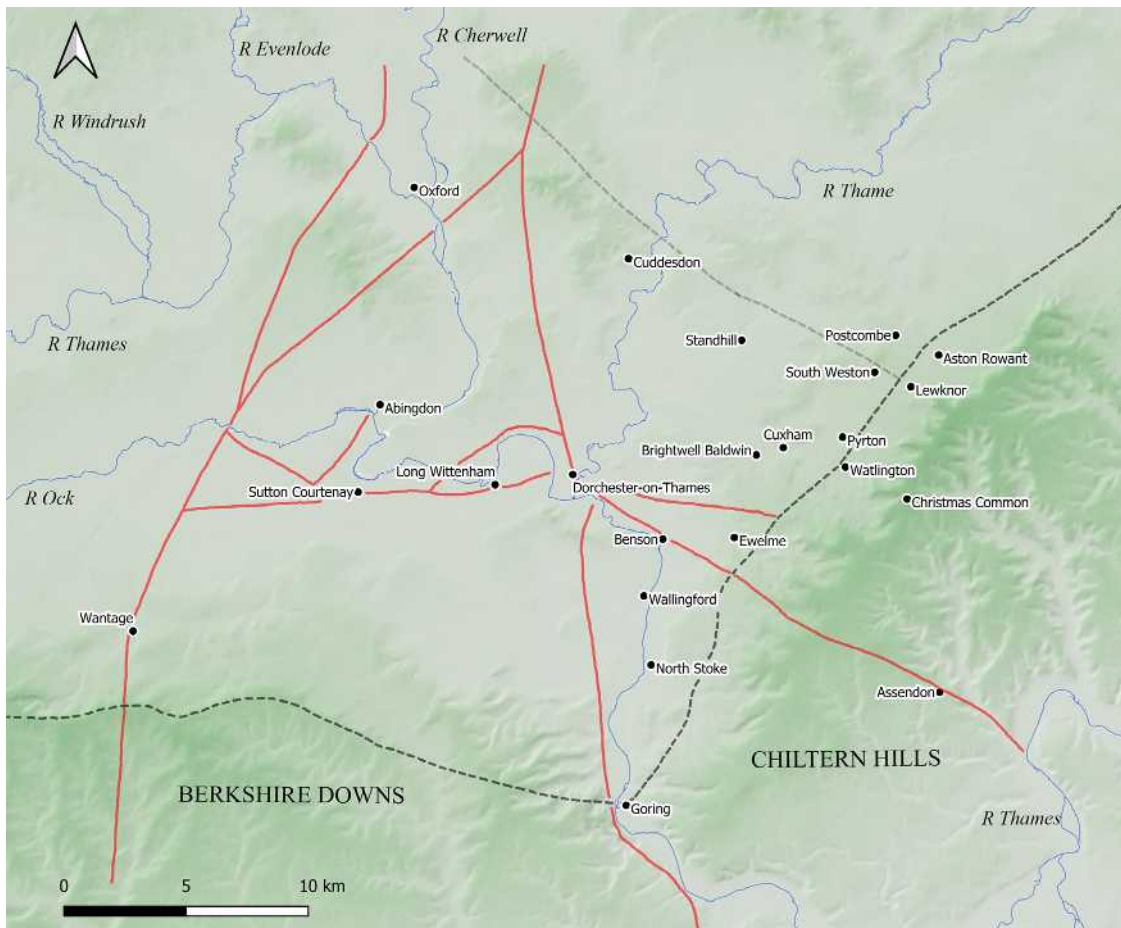 R Evenlode
R Cherwell
R Windrush
Oxford
R Thame
Cuddesdon
R Thames
Standhill
Postcombe
Aston Rowant
South Weston
Lewknor
Abingdon
Cuxham
Pyrton
Brightwell Baldwin
Long Wittenham
Watlington
R Ock
Sutton Courtenay
Dorchester-on-Thames
Christmas Common
Benson
Ewelme
Wallingford
Wantage
North Stoke
Assendon
CHILTERN HILLS
BERKSHIRE DOWNS
Goring
R Thames
0 5 10 km